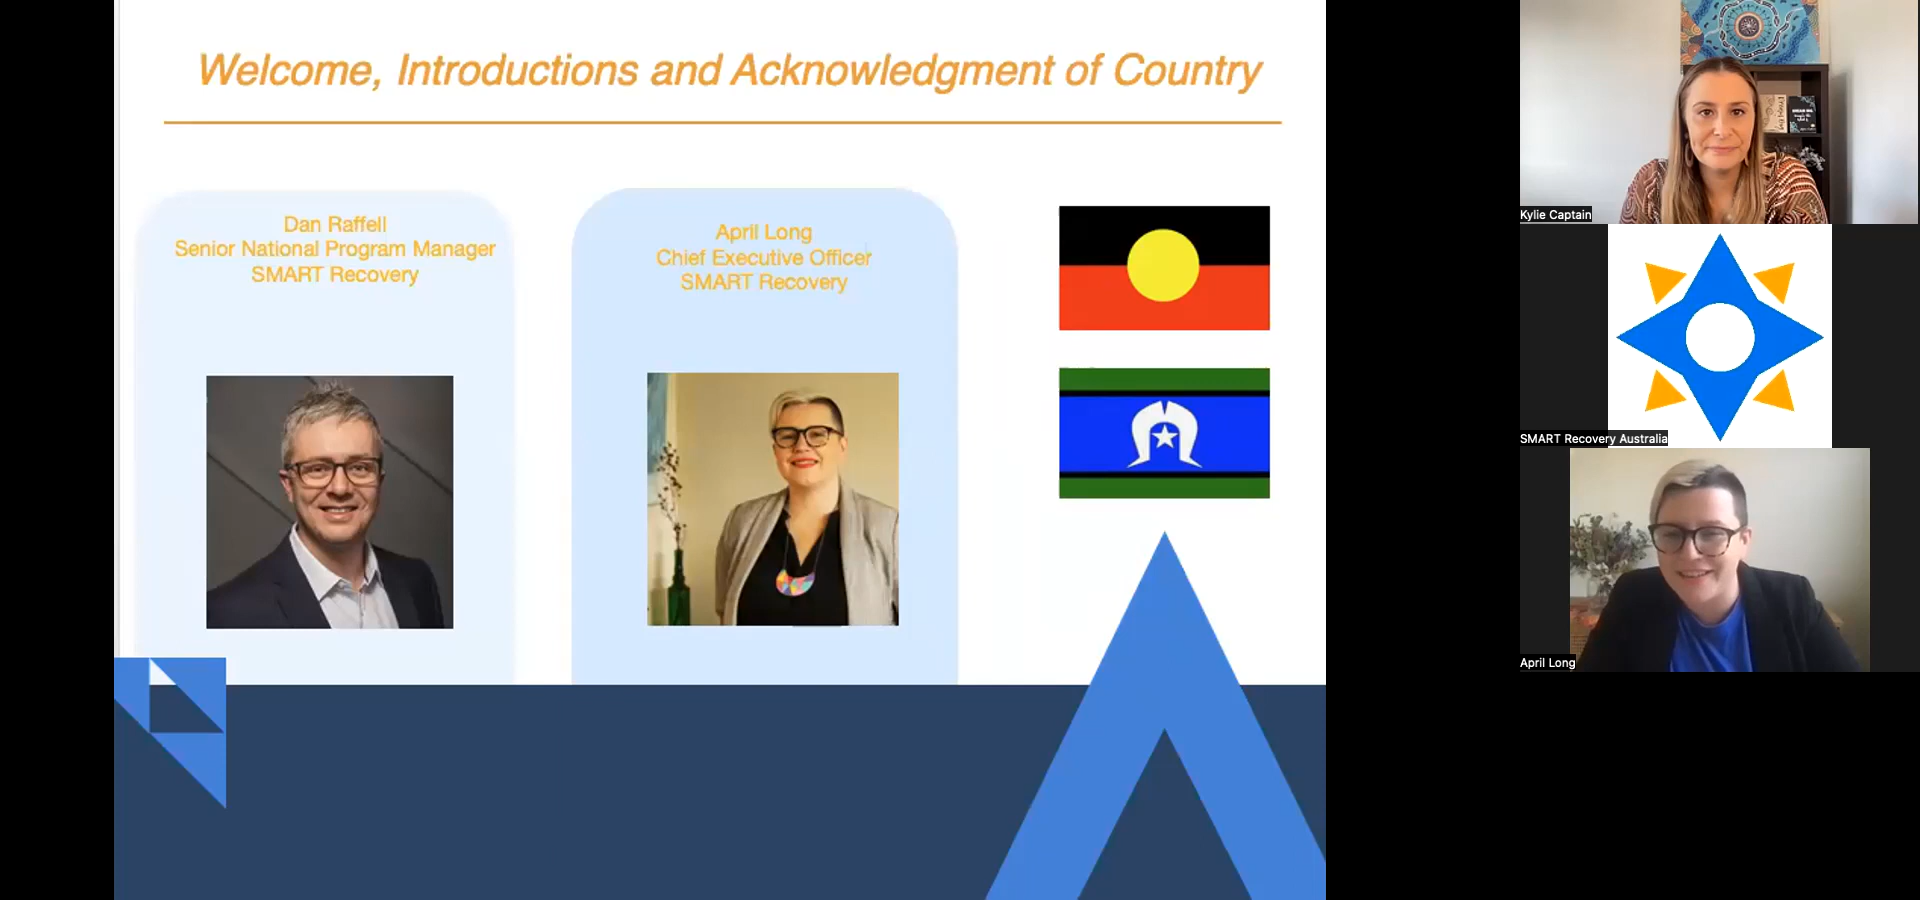 Welcome, Introductions and Acknowledgment of Country
Dan Raffell
Senior National Program Manager
SMART Recovery
April Long
Chief Executive Officer
SMART Recovery
Kylie Captain
SMART Recovery Australia
April Long